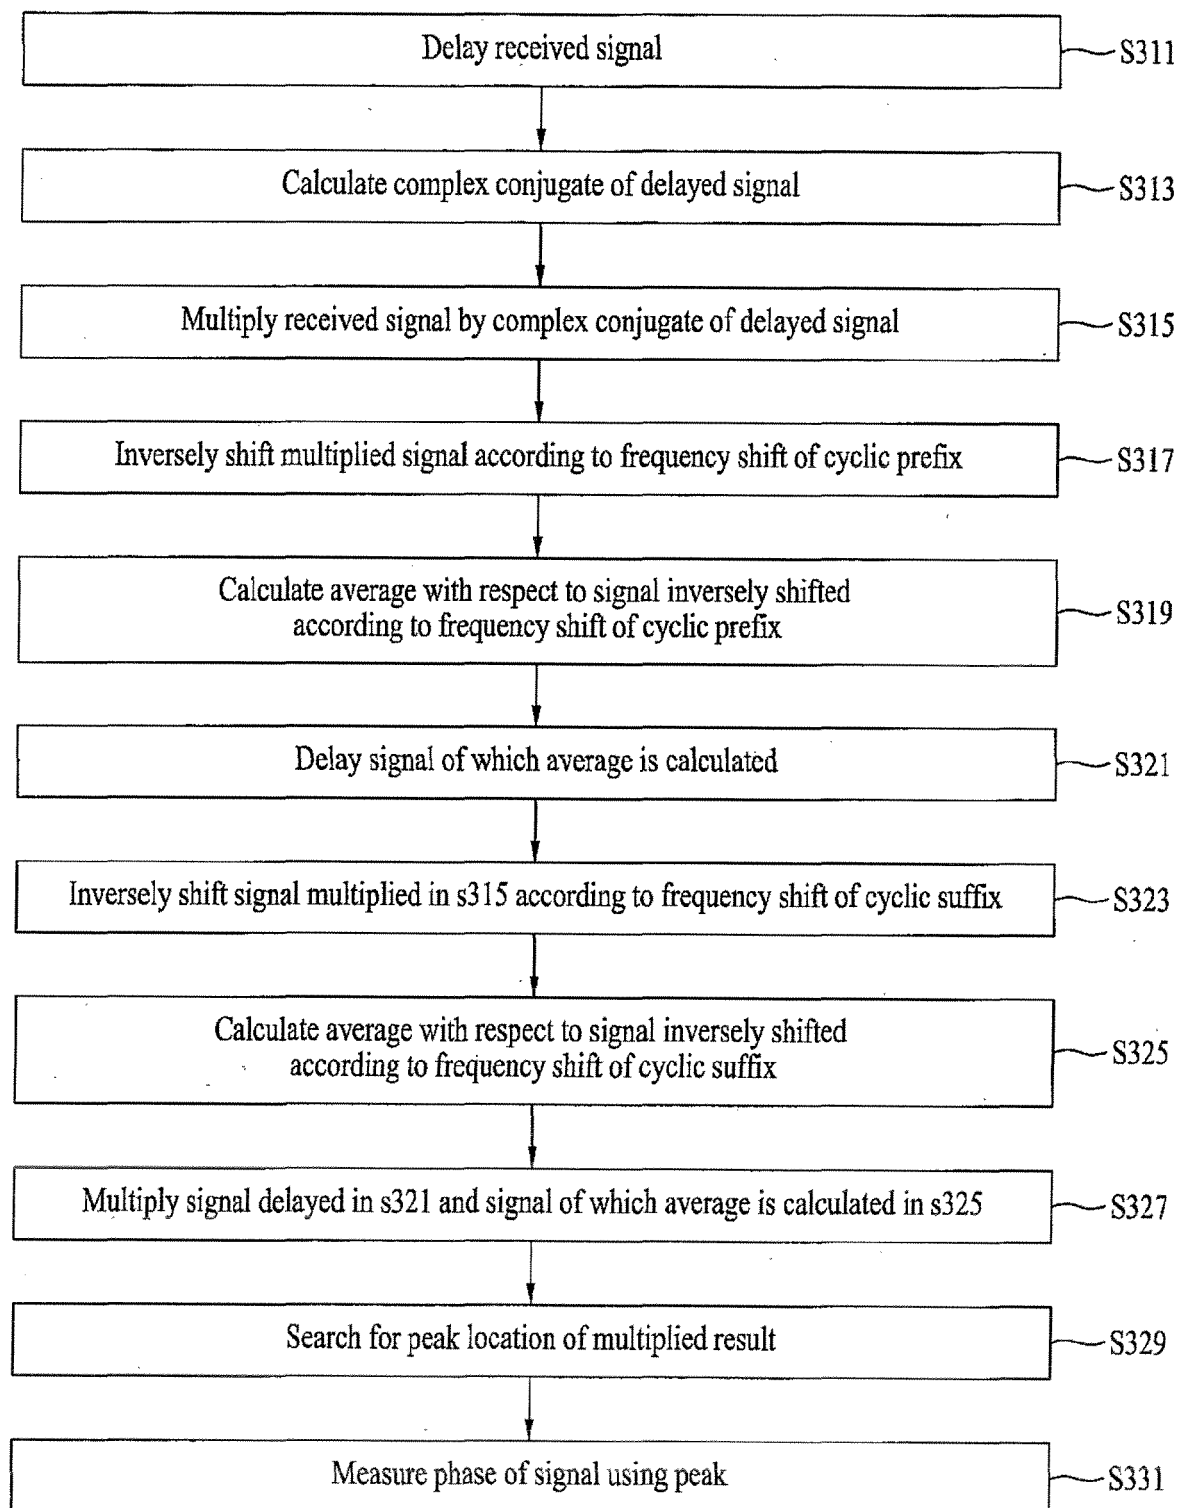 Delay received signal
S311
Calculate complex conjugate of delayed signal
S313
Multiply received signal by complex conjugate of delayed signal
S315
Inversely shift multiplied signal according to frequency shift of cyclic prefix
S317
Calculate average with respect to signal inversely shifted
according to frequency shift of cyclic prefix
S319
Delay signal of which average is calculated
S321
Inversely shift signal multiplied in s315 according to frequency shift of cyclic suffix
S323
Calculate average with respect to signal inversely shifted
according to frequency shift of cyclic suffix
S325
Multiply signal delayed in s321 and signal of which average is calculated in s325
S327
Search for peak location of multiplied result
S329
Measure phase of signal using peak
S331